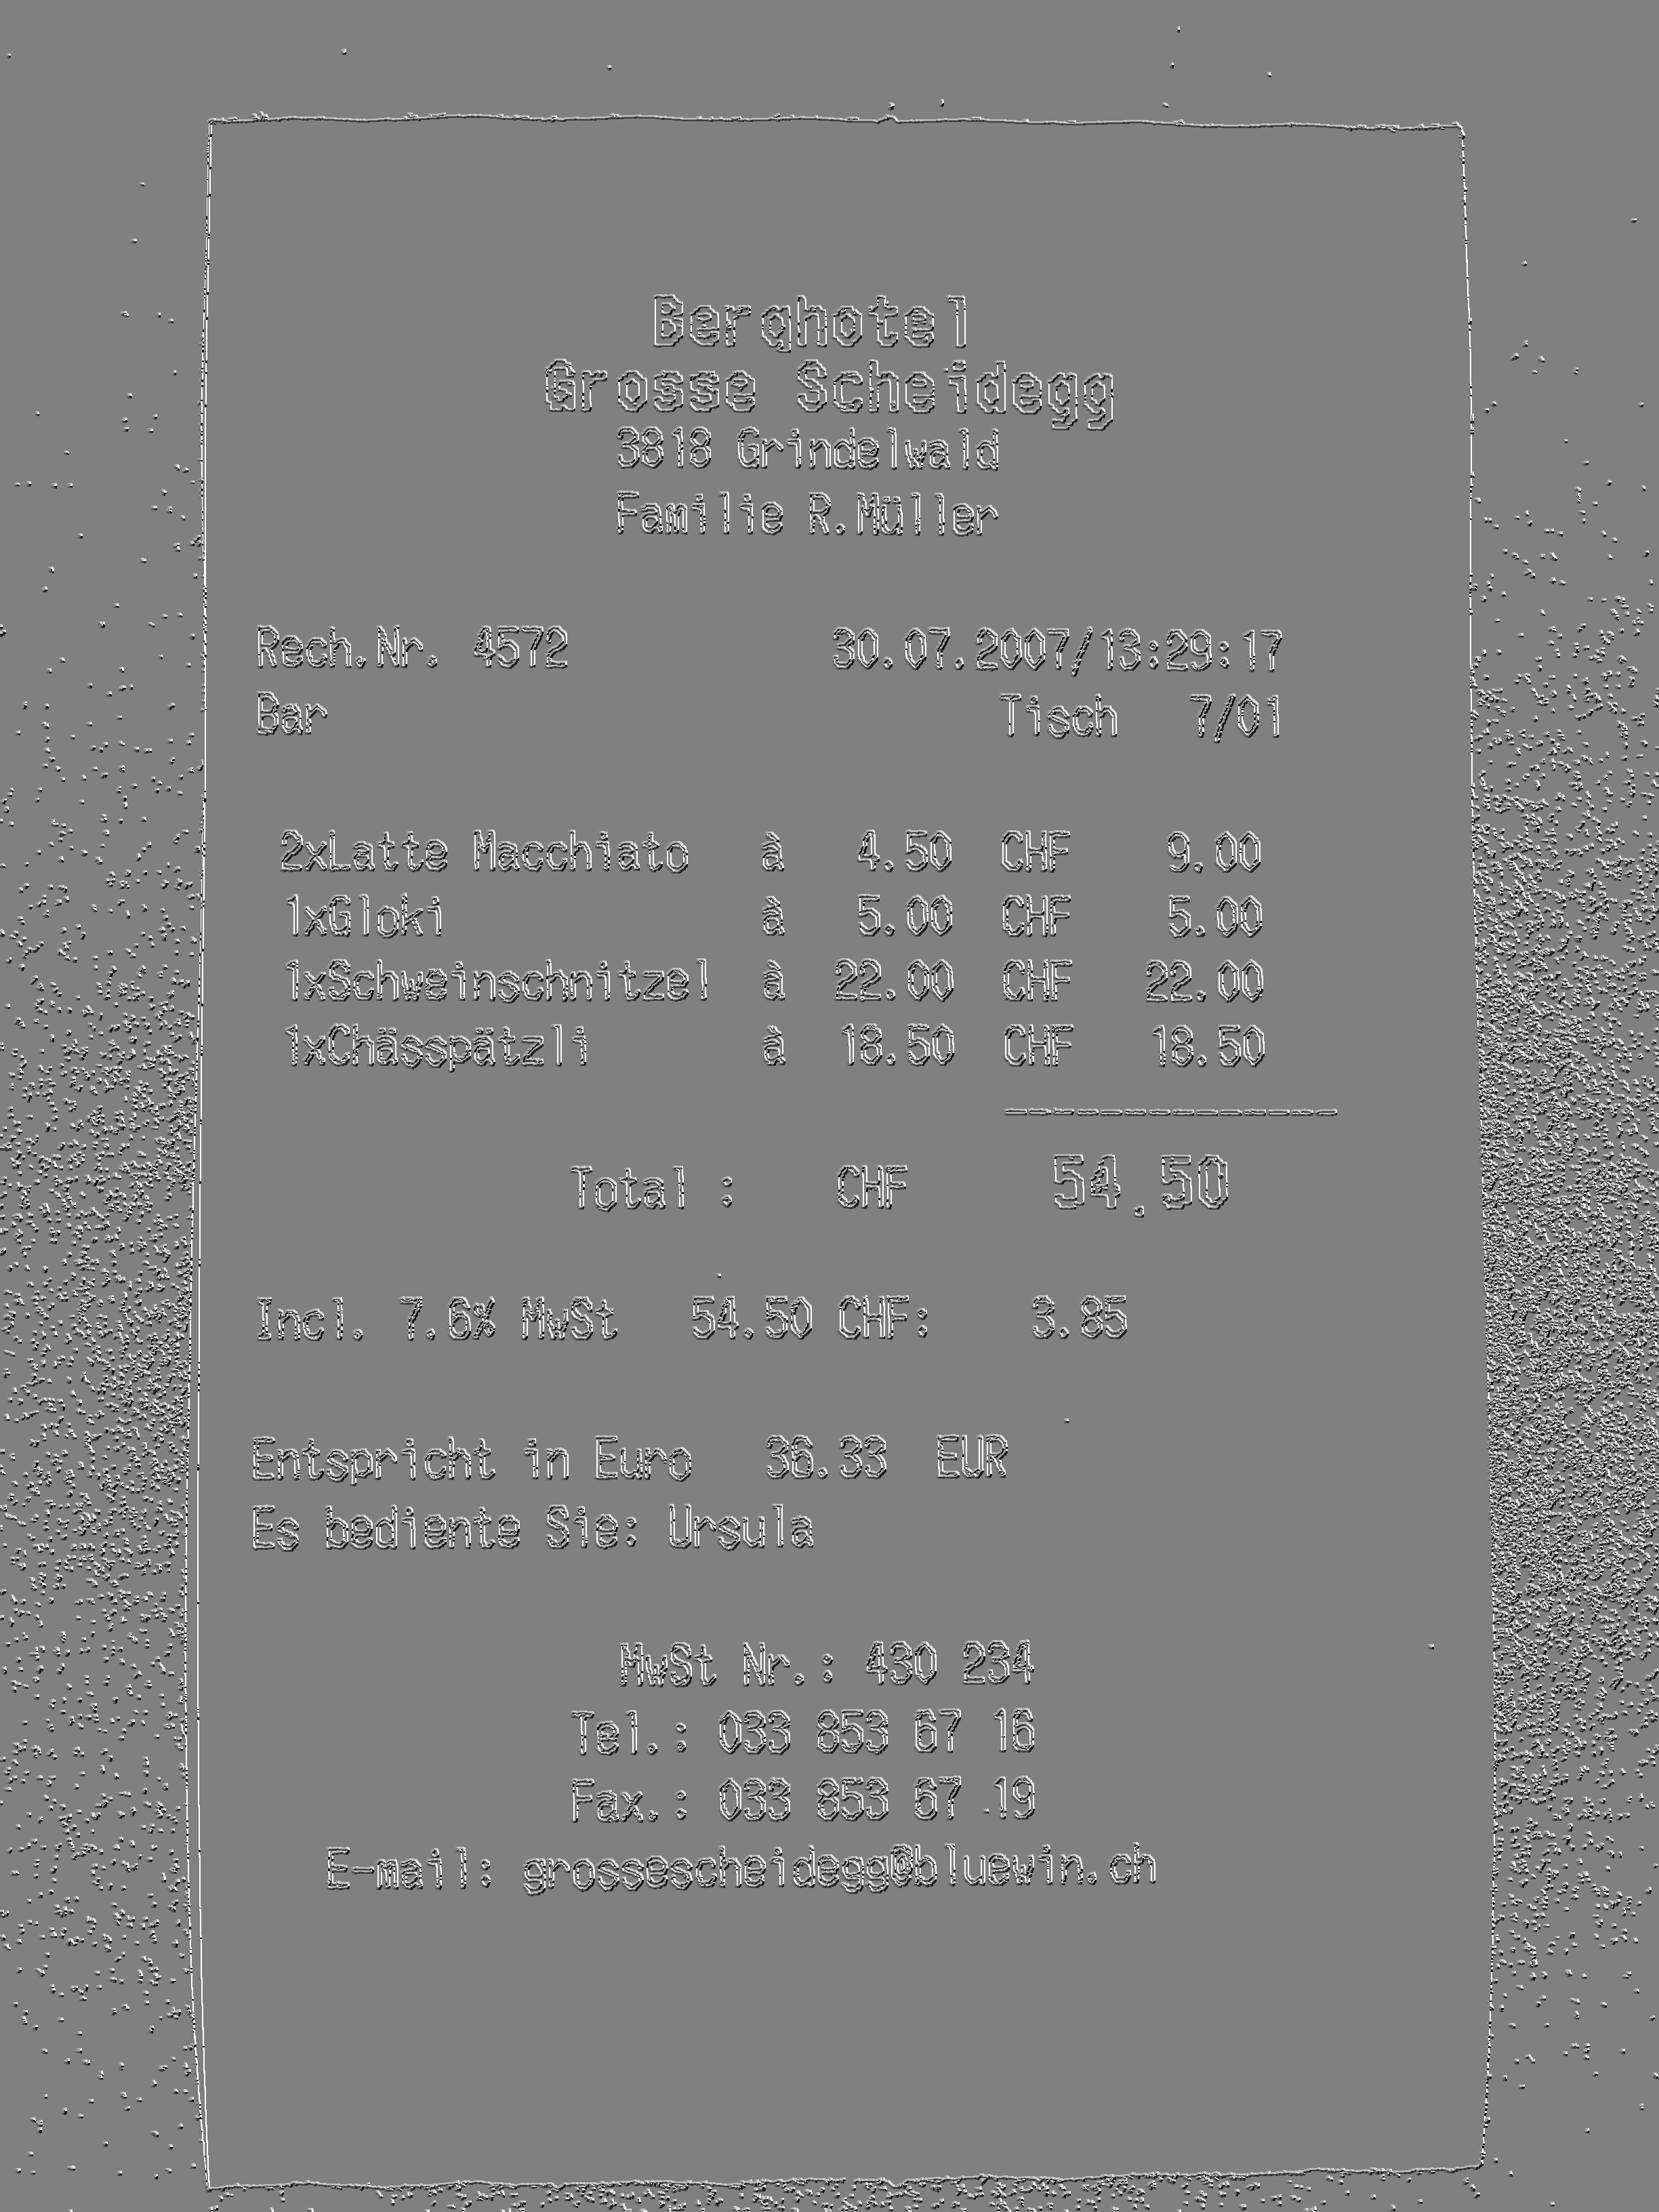 Berghotel
Grosse Scheidegg
3818 Grindelwald
Familie R.Müller
Rech.Nr. 4572 30.07.2007/13:29:17
Bar Tisch 7/01
2xLatte Macchiato à 4.50 CHF 9.00
1xGloki à 5.00 CHF 5.00
1xSchweinschnitzel à 22.00 CHF 22.00
1xChässpätzli à 18.50 CHF 18.50
Total : CHF 54.50
Incl. 7.6% MwSt 54.50 CHF: 3.85
Entspricht in Euro 36.33 EUR
Es bediente Sie: Ursula
MwSt Nr.: 430 234
Tel.: 033 853 67 16
Fax.: 033 853 67 19
E-mail: grossescheidegg@bluewin.ch